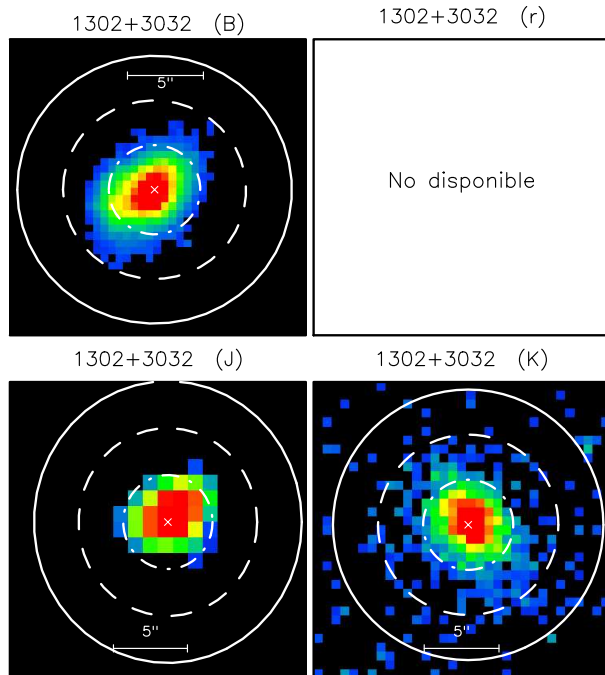 1302+3032 (B)
1302+3032 (r)
5"
No disponible
1302+3032 (J)
1302+3032 (K)
5"
5"